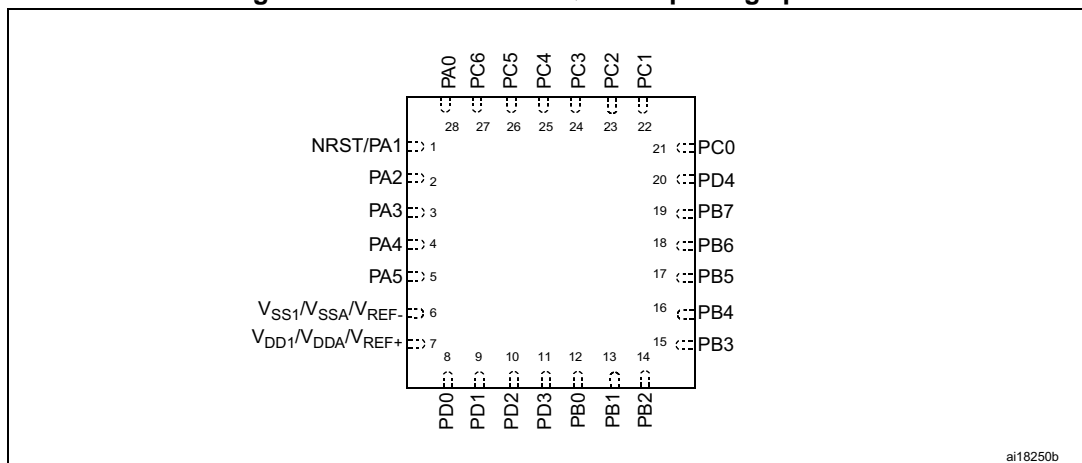 PA0 PC6 PC5 PC4 PC3 PC2 PC1
28 27 26 25 24 23 22
NRST/PA1 1
21 PC0
PA2 2
20 PD4
PA3 3
19 PB7
PA4 4
18 PB6
PA5 5
17 PB5
VSS1/VSSA/VREF- 6
16 PB4
VDD1/VDDA/VREF+ 7
15 PB3
8 9 10 11 12 13 14
PD0 PD1 PD2 PD3 PB0 PB1 PB2
ai18250b